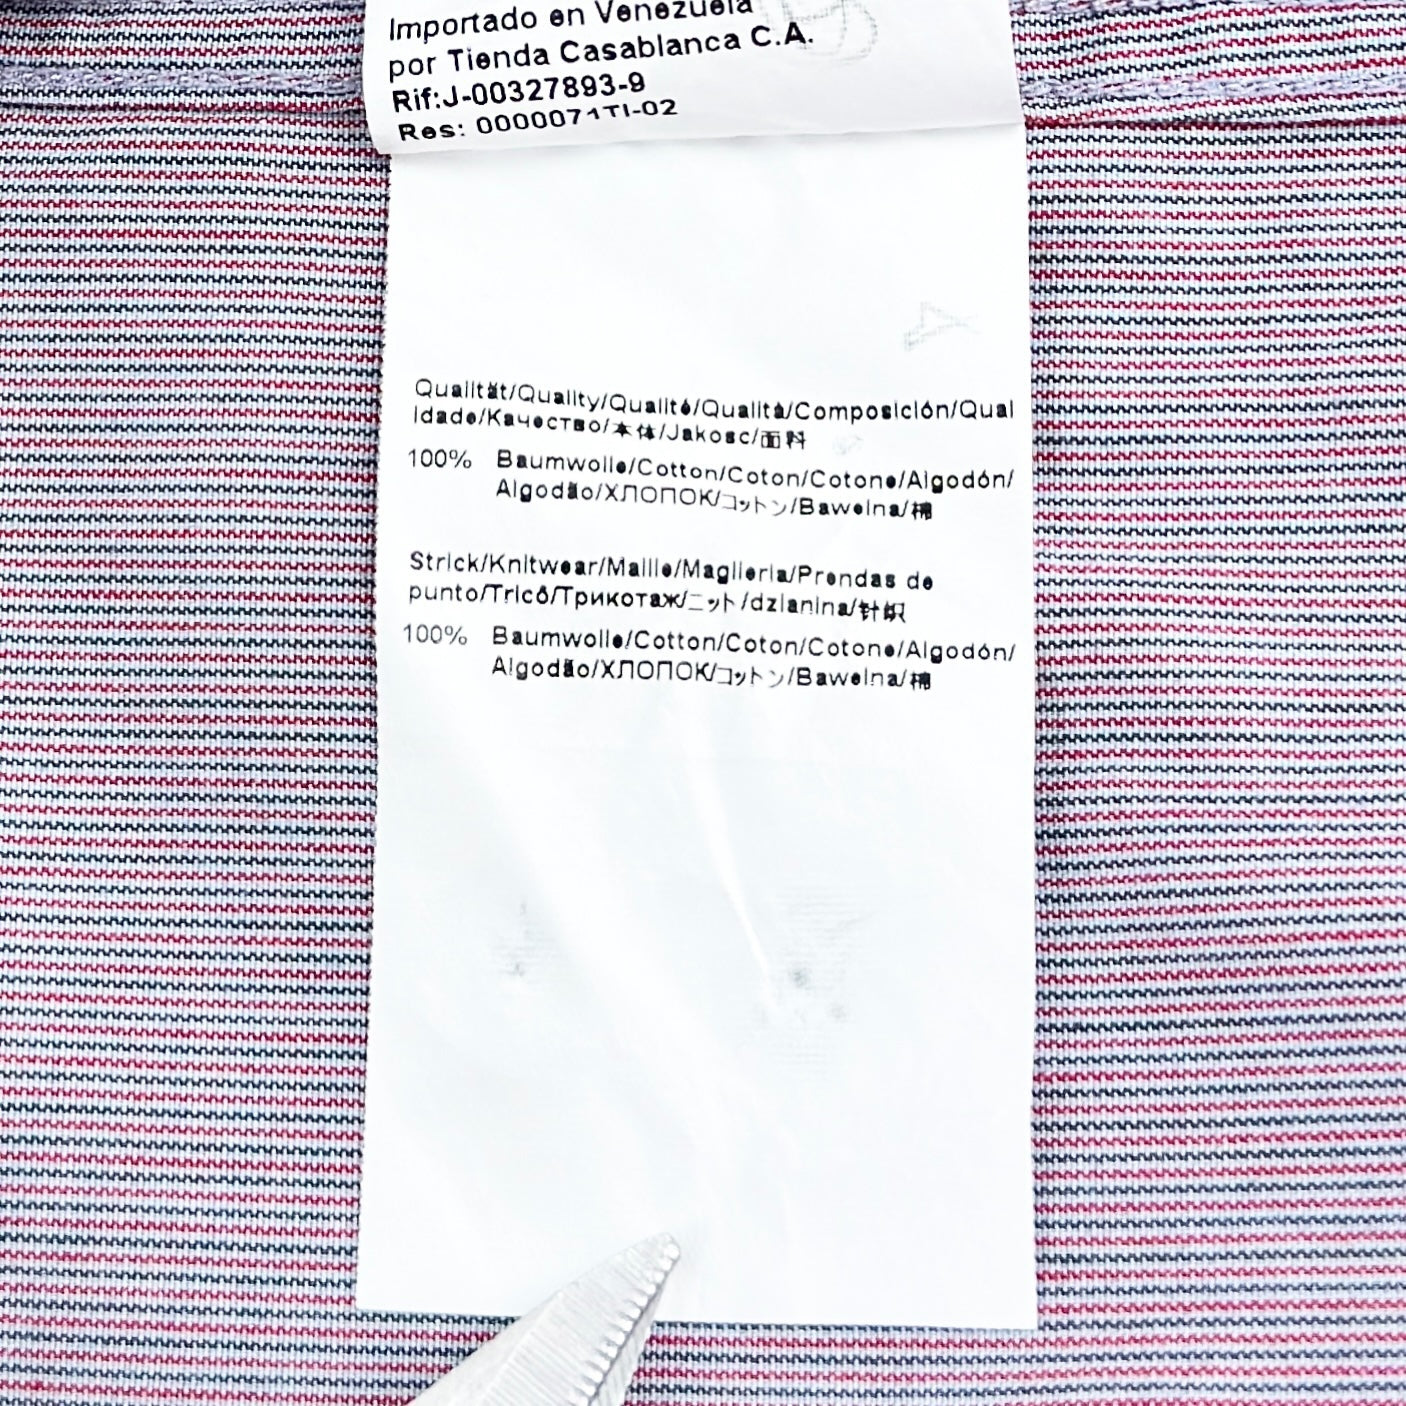 Importado en Venezuela
por Tienda Casablanca C.A.
Rif:J-00327893-9
Res: 0000071TI-02
Qualität/Quality/Qualité/Qualità/Composición/Qual
idade/Качество/本体/Jakosc/面料
100% Baumwolle/Cotton/Coton/Cotone/Algodón/
Algodão/ХЛОПОК/コットン/Bawelna/棉
Strick/Knitwear/Maille/Maglieria/Prendas de
punto/Tricô/Трикотаж/ニット/dzianina/针织
100% Baumwolle/Cotton/Coton/Cotone/Algodón/
Algodão/ХЛОПОК/コットン/Bawelna/棉